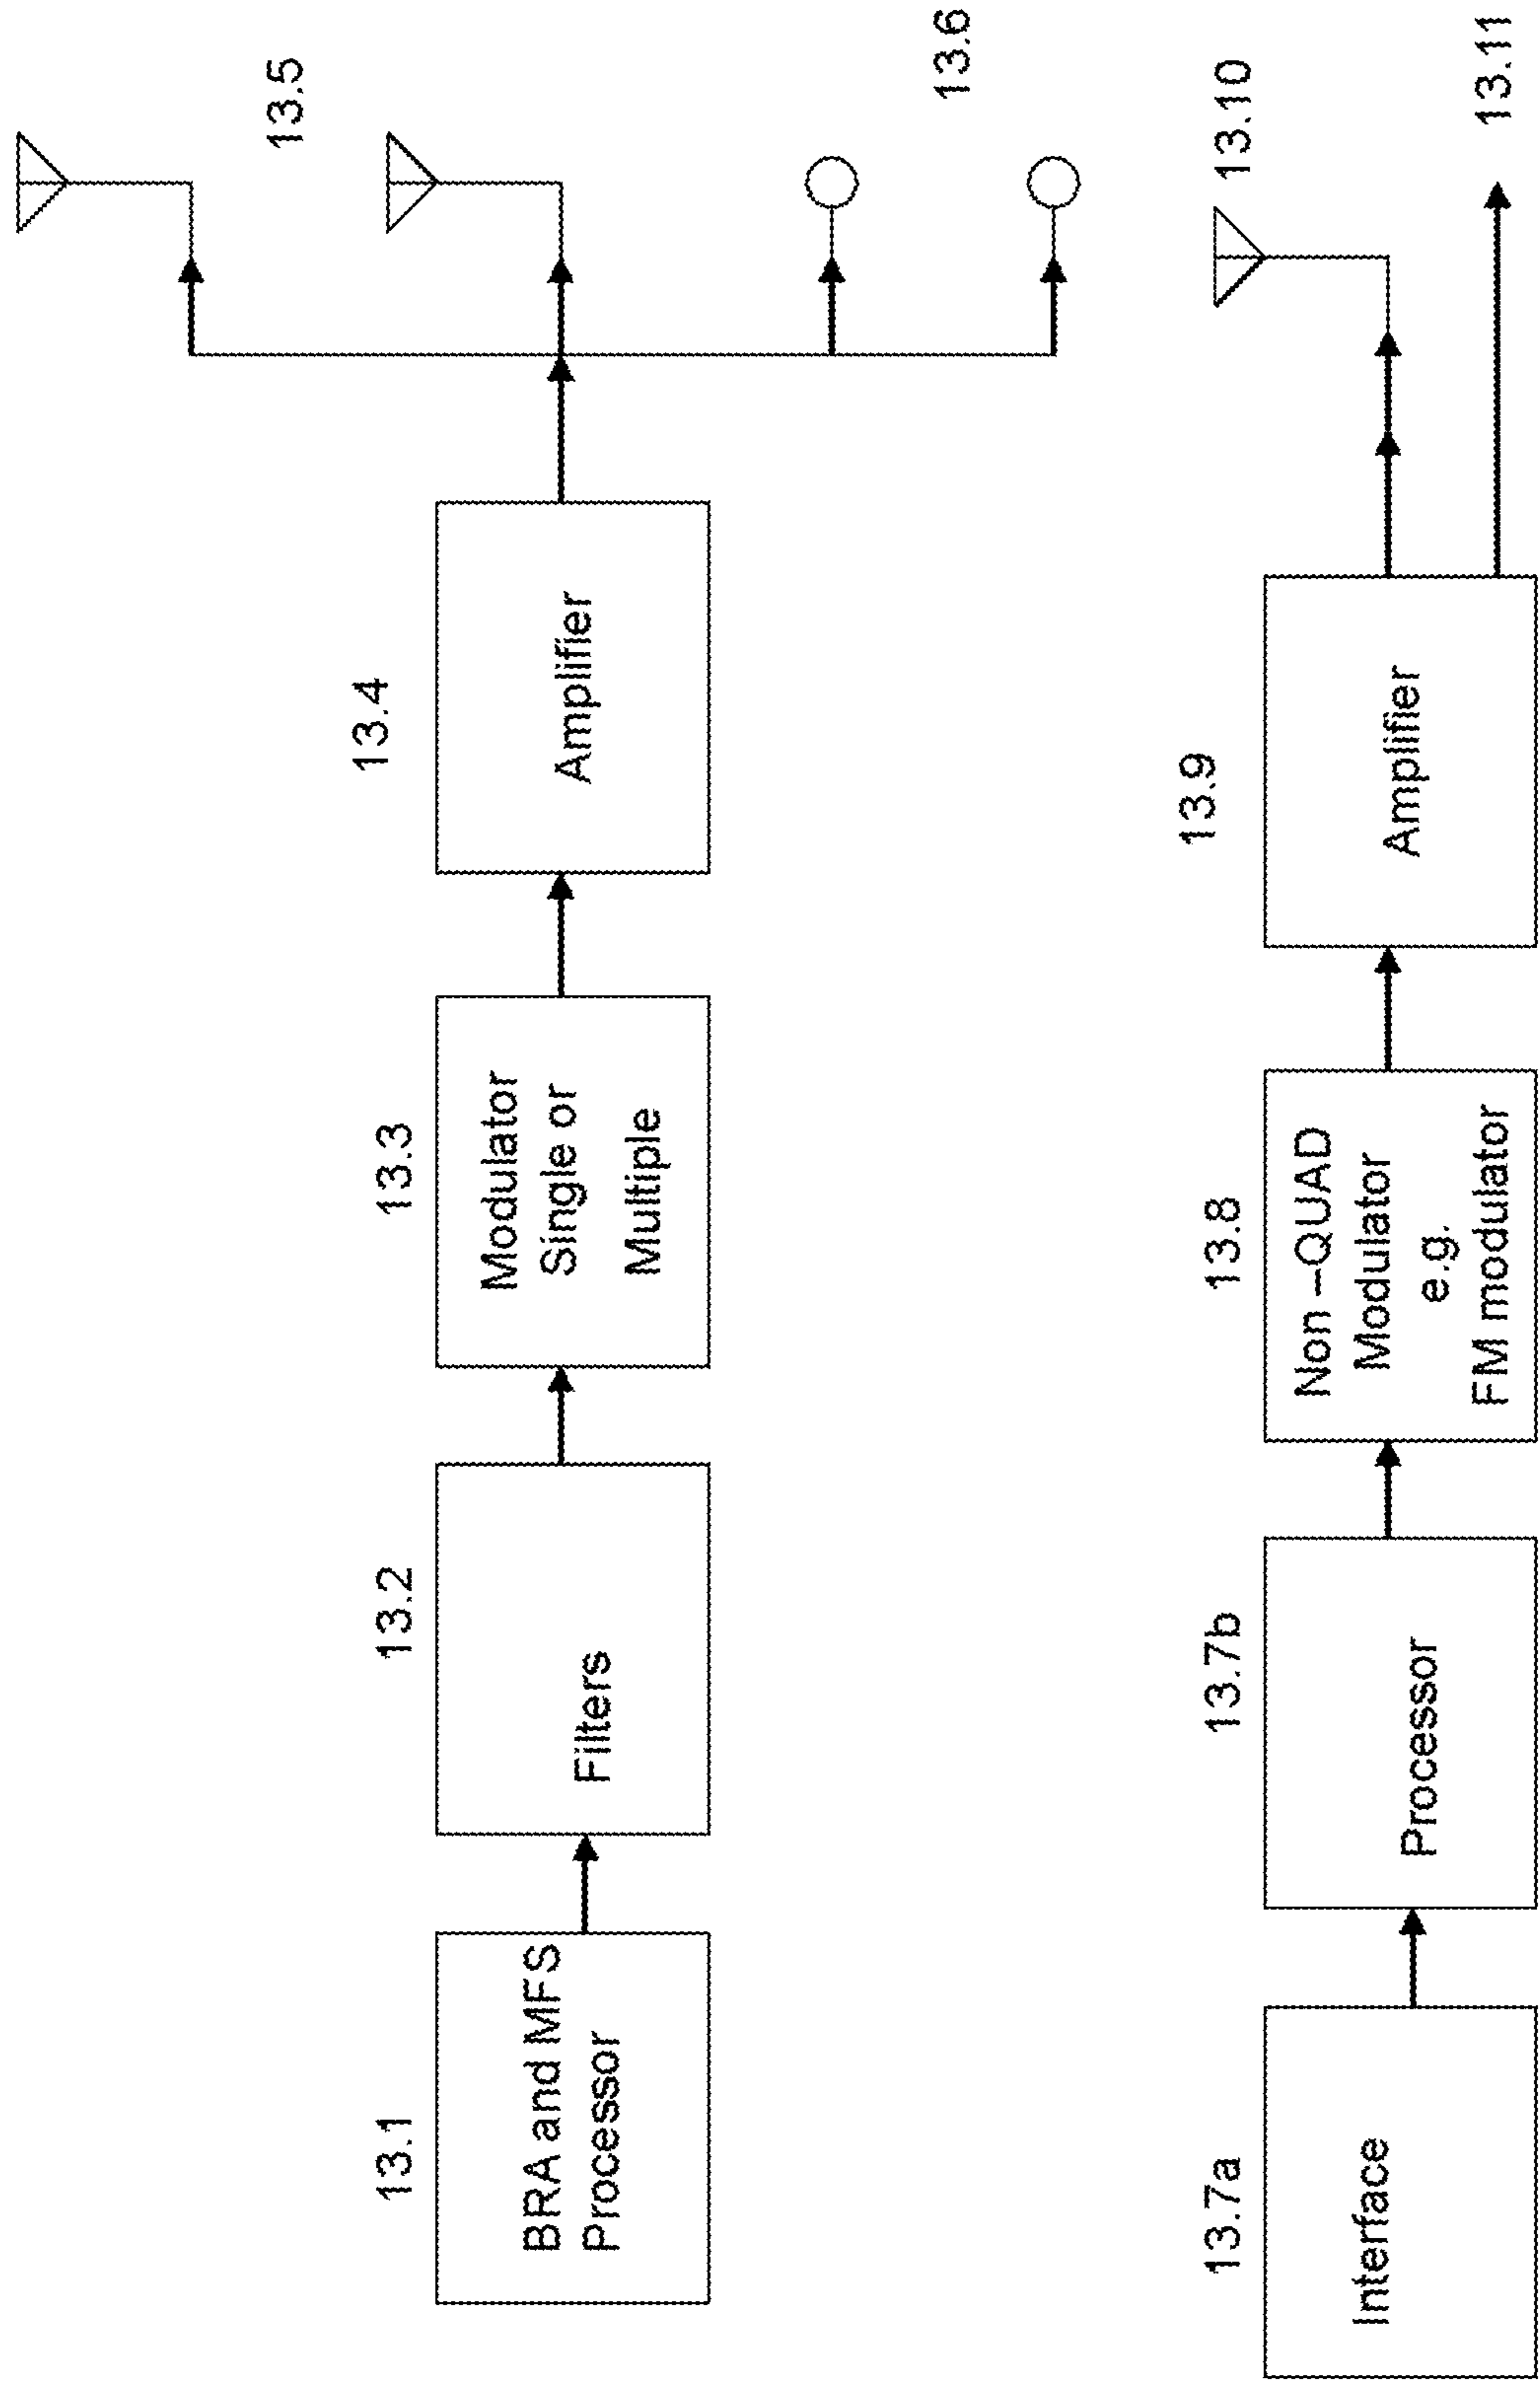 13.1
BRA and MFS
Processor
13.2
Filters
13.3
Modulator
Single or
Multiple
13.4
Amplifier
13.5
13.6
13.7a
Interface
13.7b
Processor
13.8
Non –QUAD
Modulator
e.g.
FM modulator
13.9
Amplifier
13.10
13.11